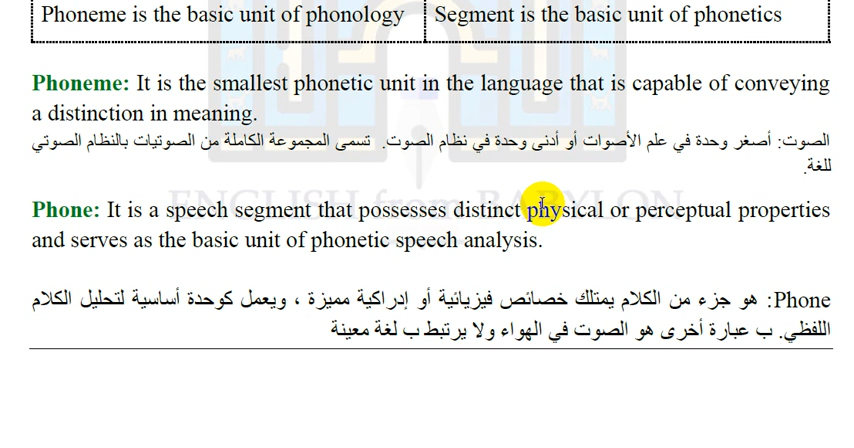 Phoneme is the basic unit of phonology Segment is the basic unit of phonetics
Phoneme: It is the smallest phonetic unit in the language that is capable of conveying
a distinction in meaning.
الصوت: أصغر وحدة في علم الأصوات أو أدنى وحدة في نظام الصوت. تسمى المجموعة الكاملة من الصوتيات بالنظام الصوتي
للغة.
ENGLISH from BABYLON
Phone: It is a speech segment that possesses distinct physical or perceptual properties
and serves as the basic unit of phonetic speech analysis.
Phone: هو جزء من الكلام يمتلك خصائص فيزيائية أو إدراكية مميزة ، ويعمل كوحدة أساسية لتحليل الكلام
اللفظي. ب عبارة أخرى هو الصوت في الهواء ولا يرتبط ب لغة معينة